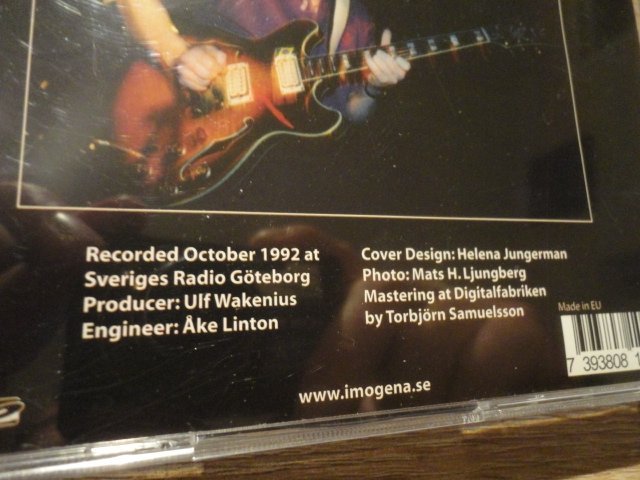 Recorded October 1992 at
Sveriges Radio Göteborg
Producer: Ulf Wakenius
Engineer: Åke Linton
Cover Design: Helena Jungerman
Photo: Mats H. Ljungberg
Mastering at Digitalfabriken
by Torbjörn Samuelsson
Made in EU
7 393808 1
www.imogena.se